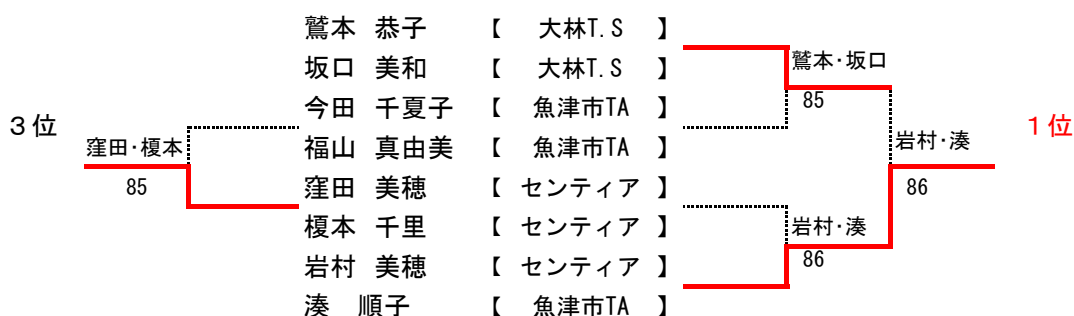 鷲本 恭子 【 大林T.S 】
坂口 美和 【 大林T.S 】
鷲本・坂口
85
今田 千夏子 【 魚津市TA 】
3位
1位
福山 真由美 【 魚津市TA 】
窪田・榎本
岩村・湊
85
86
窪田 美穂 【 センティア 】
榎本 千里 【 センティア 】
岩村・湊
86
岩村 美穂 【 センティア 】
湊 順子 【 魚津市TA 】